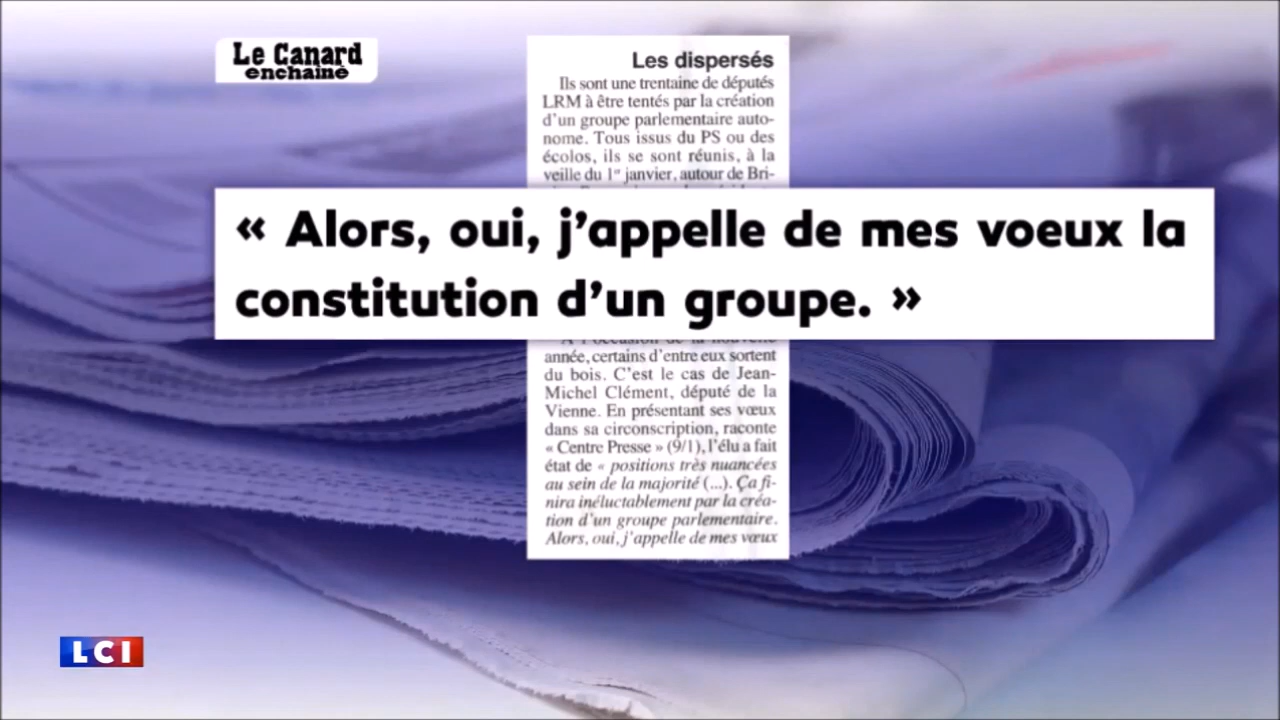 Le Canard
enchaîné
Les dispersés
Ils sont une trentaine de députés
LRM à être tentés par la création
d'un groupe parlementaire auto-
nome. Tous issus du PS ou des
écolos, ils se sont réunis, à la
veille du 1er janvier, autour de Bri-
« Alors, oui, j'appelle de mes voeux la
constitution d'un groupe. »
À l'occasion de la nouvelle
année, certains d'entre eux sortent
du bois. C'est le cas de Jean-
Michel Clément, député de la
Vienne. En présentant ses vœux
dans sa circonscription, raconte
« Centre Presse » (9/1), l'élu a fait
état de « positions très nuancées
au sein de la majorité (...). Ça fi-
nira inéluctablement par la créa-
tion d'un groupe parlementaire.
Alors, oui, j'appelle de mes vœux
LCI